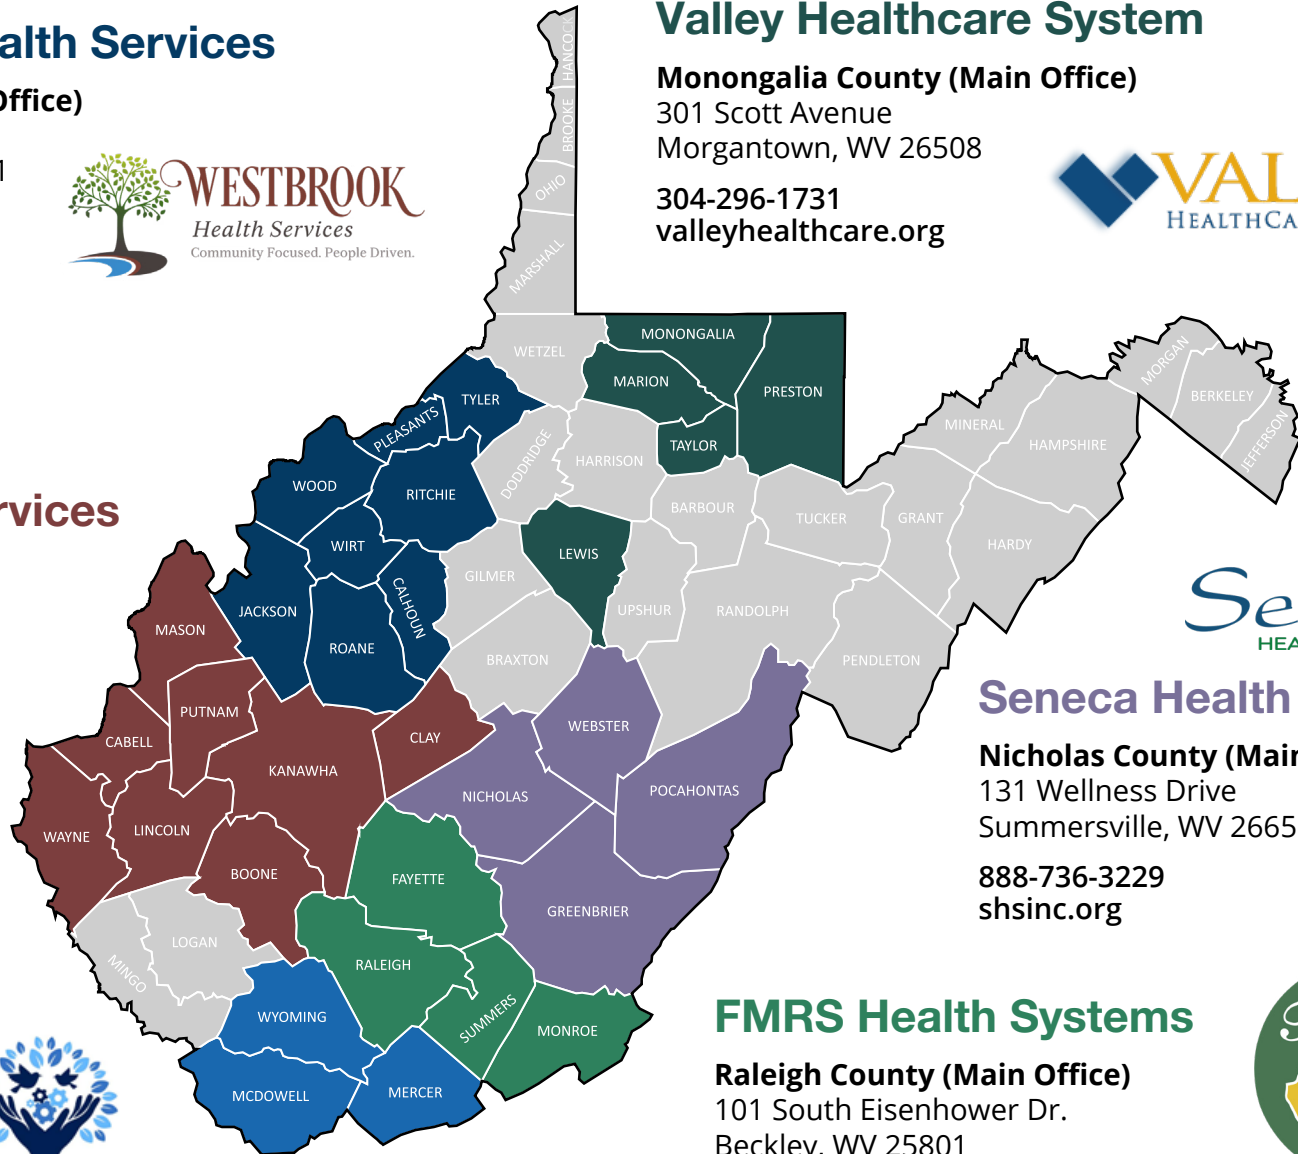 alth Services
Office)
1
WESTBROOK
Health Services
Community Focused. People Driven.
Valley Healthcare System
Monongalia County (Main Office)
301 Scott Avenue
Morgantown, WV 26508
304-296-1731
valleyhealthcare.org
VAL
HEALTHCA
HANCOCK
BROOKE
OHIO
MARSHALL
WETZEL
MONONGALIA
MARION
PRESTON
TAYLOR
TYLER
PLEASANTS
DODDRIDGE
HARRISON
WOOD
RITCHIE
BARBOUR
TUCKER
GRANT
MINERAL
HAMPSHIRE
MORGAN
BERKELEY
JEFFERSON
HARDY
rvices
WIRT
LEWIS
GILMER
CALHOUN
JACKSON
ROANE
UPSHUR
RANDOLPH
PENDLETON
BRAXTON
MASON
PUTNAM
CABELL
CLAY
KANAWHA
WEBSTER
NICHOLAS
POCAHONTAS
WAYNE
LINCOLN
BOONE
FAYETTE
GREENBRIER
LOGAN
MINGO
RALEIGH
SUMMERS
MONROE
WYOMING
MCDOWELL
MERCER
Se
HEA
Seneca Health
Nicholas County (Main
131 Wellness Drive
Summersville, WV 2665
888-736-3229
shsinc.org
FMRS Health Systems
Raleigh County (Main Office)
101 South Eisenhower Dr.
Beckley, WV 25801